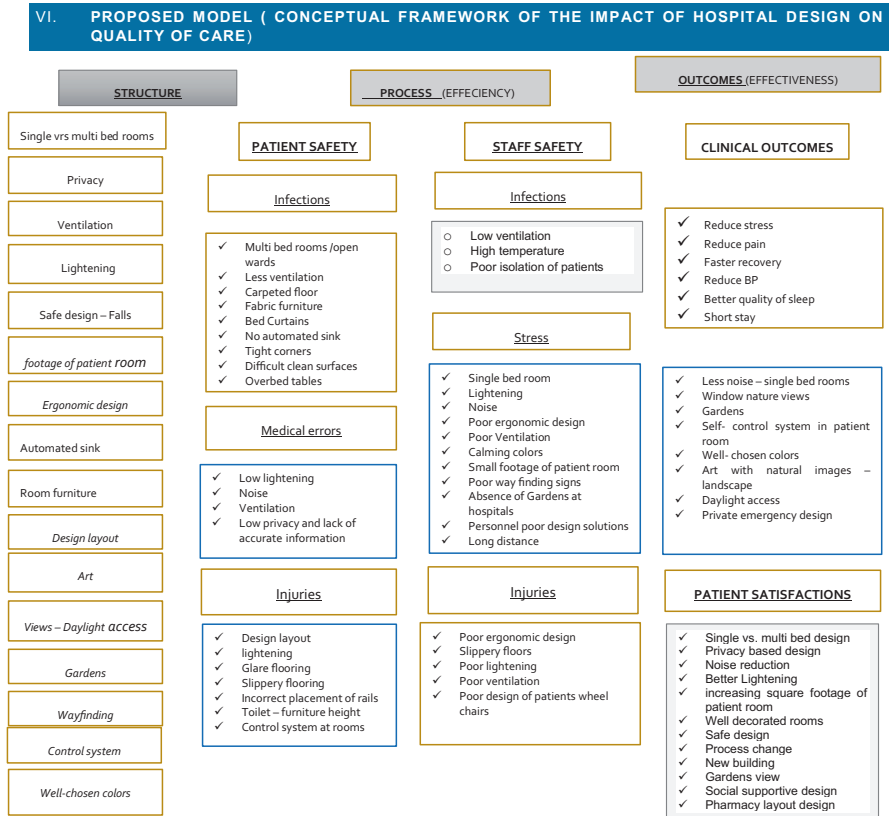 VI. PROPOSED MODEL ( CONCEPTUAL FRAMEWORK OF THE IMPACT OF HOSPITAL DESIGN ON
QUALITY OF CARE)
STRUCTURE
PROCESS (EFFECIENCY)
OUTCOMES (EFFECTIVENESS)
Single vrs multi bed rooms
Privacy
Ventilation
Lightening
Safe design – Falls
footage of patient room
Ergonomic design
Automated sink
Room furniture
Design layout
Art
Views – Daylight access
Gardens
Wayfinding
Control system
Well-chosen colors
PATIENT SAFETY
Infections
✓ Multi bed rooms /open
wards
✓ Less ventilation
✓ Carpeted floor
✓ Fabric furniture
✓ Bed Curtains
✓ No automated sink
✓ Tight corners
✓ Difficult clean surfaces
✓ Overbed tables
Medical errors
✓ Low lightening
✓ Noise
✓ Ventilation
✓ Low privacy and lack of
accurate information
Injuries
✓ Design layout
✓ lightening
✓ Glare flooring
✓ Slippery flooring
✓ Incorrect placement of rails
✓ Toilet – furniture height
✓ Control system at rooms
STAFF SAFETY
Infections
○ Low ventilation
○ High temperature
○ Poor isolation of patients
Stress
✓ Single bed room
✓ Lightening
✓ Noise
✓ Poor ergonomic design
✓ Poor Ventilation
✓ Calming colors
✓ Small footage of patient room
✓ Poor way finding signs
✓ Absence of Gardens at
hospitals
✓ Personnel poor design solutions
✓ Long distance
Injuries
✓ Poor ergonomic design
✓ Slippery floors
✓ Poor lightening
✓ Poor ventilation
✓ Poor design of patients wheel
chairs
CLINICAL OUTCOMES
✓ Reduce stress
✓ Reduce pain
✓ Faster recovery
✓ Reduce BP
✓ Better quality of sleep
✓ Short stay
✓ Less noise – single bed rooms
✓ Window nature views
✓ Gardens
✓ Self- control system in patient
room
✓ Well- chosen colors
✓ Art with natural images –
landscape
✓ Daylight access
✓ Private emergency design
PATIENT SATISFACTIONS
✓ Single vs. multi bed design
✓ Privacy based design
✓ Noise reduction
✓ Better Lightening
✓ increasing square footage of
patient room
✓ Well decorated rooms
✓ Safe design
✓ Process change
✓ New building
✓ Gardens view
✓ Social supportive design
✓ Pharmacy layout design